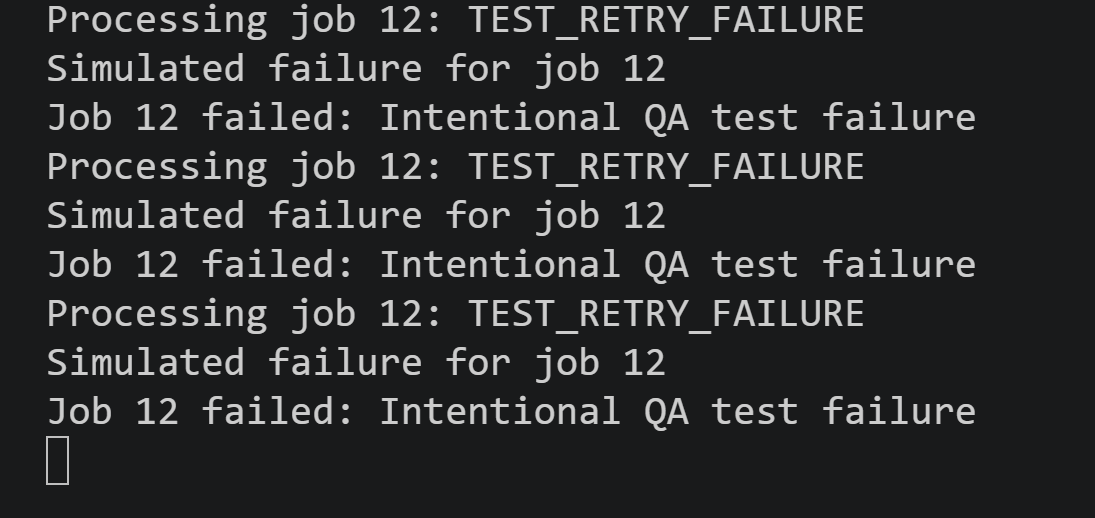 Processing job 12: TEST_RETRY_FAILURE
Simulated failure for job 12
Job 12 failed: Intentional QA test failure
Processing job 12: TEST_RETRY_FAILURE
Simulated failure for job 12
Job 12 failed: Intentional QA test failure
Processing job 12: TEST_RETRY_FAILURE
Simulated failure for job 12
Job 12 failed: Intentional QA test failure